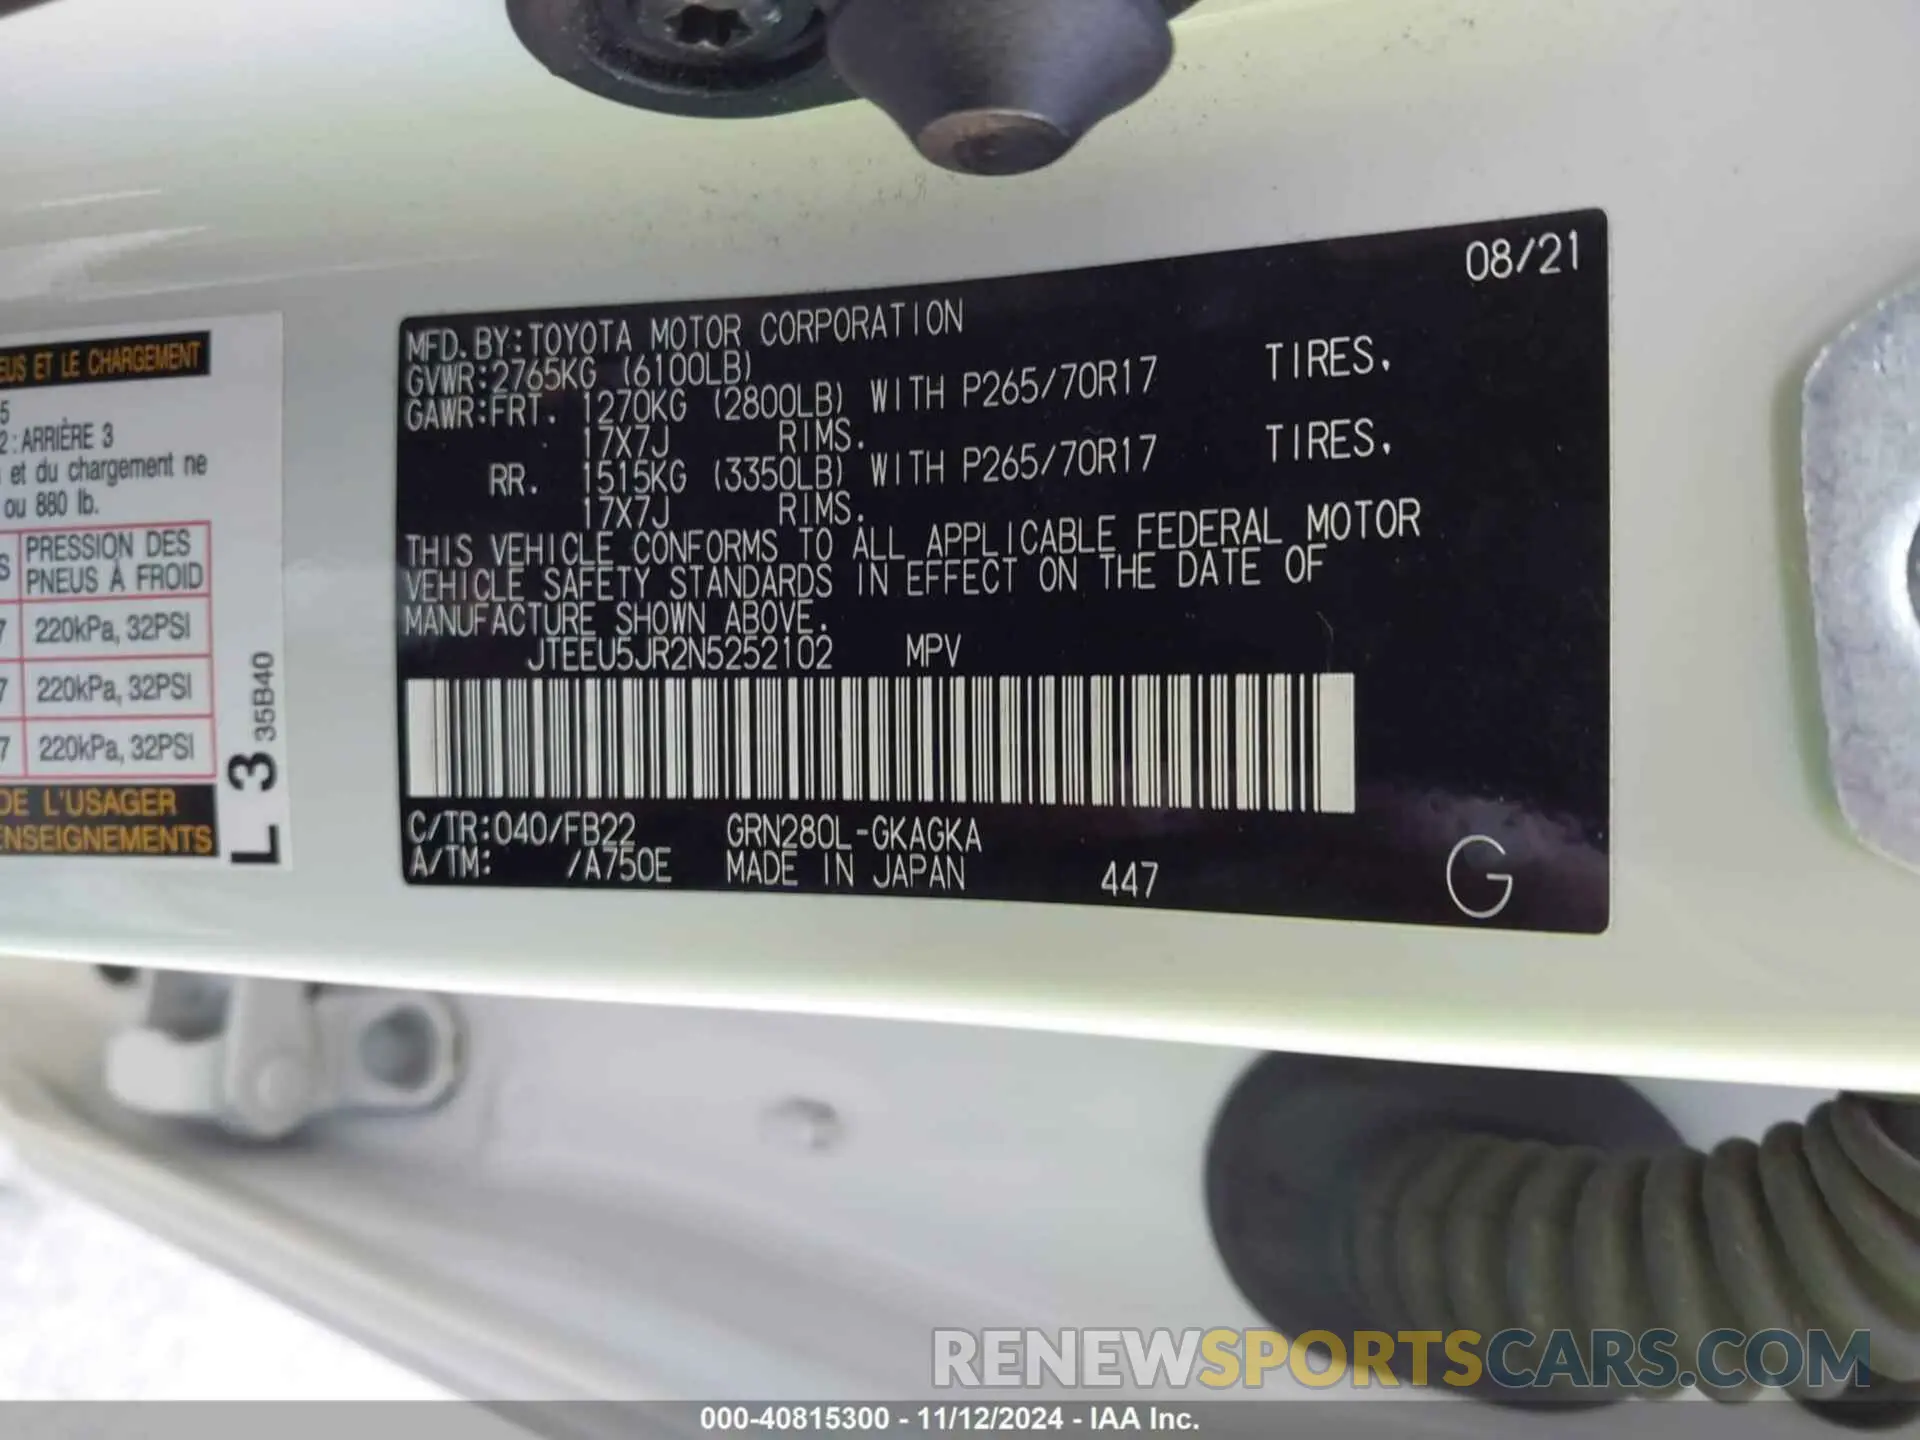 EUS ET LE CHARGEMENT
5
2 : ARRIÈRE 3
et du chargement ne
ou 880 lb.
S PRESSION DES
PNEUS À FROID
7 220kPa, 32PSI
7 220kPa, 32PSI
7 220kPa, 32PSI
DE L'USAGER
ENSEIGNEMENTS
L 3 35B40
08/21
MFD. BY: TOYOTA MOTOR CORPORATION
GVWR: 2765KG (6100LB)
GAWR: FRT. 1270KG (2800LB) WITH P265/70R17 TIRES.
17X7J RIMS.
RR. 1515KG (3350LB) WITH P265/70R17 TIRES.
17X7J RIMS.
THIS VEHICLE CONFORMS TO ALL APPLICABLE FEDERAL MOTOR
VEHICLE SAFETY STANDARDS IN EFFECT ON THE DATE OF
MANUFACTURE SHOWN ABOVE.
JTEEU5JR2N5252102 MPV
C/TR: 040/FB22 GRN280L-GKAGKA
A/TM: /A750E MADE IN JAPAN 447
G
RENEWSPORTSCARS.COM
000-40815300 - 11/12/2024 - IAA Inc.